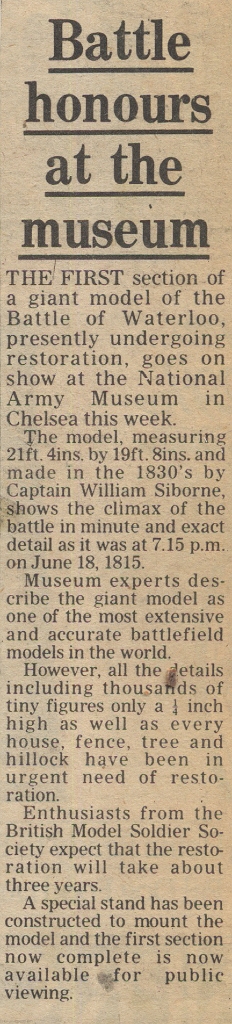 Battle
honours
at the
museum
THE FIRST section of
a giant model of the
Battle of Waterloo,
presently undergoing
restoration, goes on
show at the National
Army Museum in
Chelsea this week.
The model, measuring
21ft. 4ins. by 19ft. 8ins. and
made in the 1830's by
Captain William Siborne,
shows the climax of the
battle in minute and exact
detail as it was at 7.15 p.m.
on June 18, 1815.
Museum experts des-
cribe the giant model as
one of the most extensive
and accurate battlefield
models in the world.
However, all the details
including thousands of
tiny figures only a ¼ inch
high as well as every
house, fence, tree and
hillock have been in
urgent need of resto-
ration.
Enthusiasts from the
British Model Soldier So-
ciety expect that the resto-
ration will take about
three years.
A special stand has been
constructed to mount the
model and the first section
now complete is now
available for public
viewing.